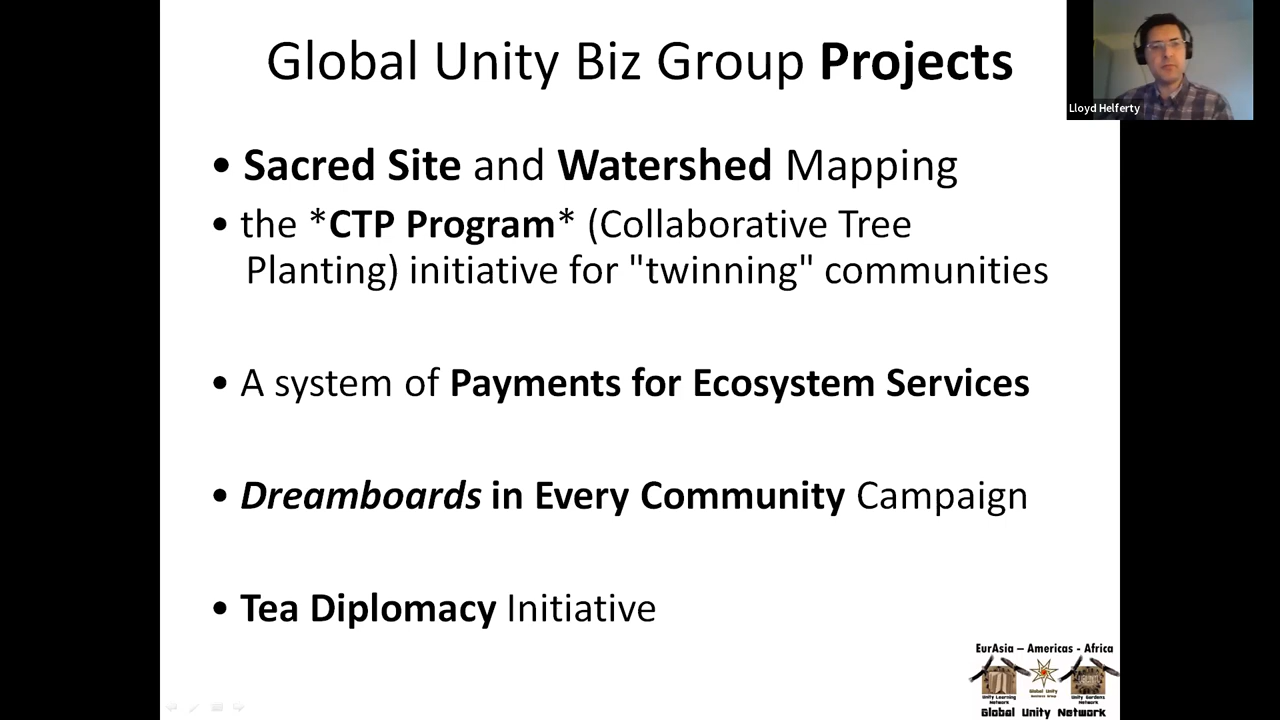 Global Unity Biz Group Projects
Lloyd Helferty
• Sacred Site and Watershed Mapping
• the *CTP Program* (Collaborative Tree
Planting) initiative for "twinning" communities
• A system of Payments for Ecosystem Services
• Dreamboards in Every Community Campaign
• Tea Diplomacy Initiative
EurAsia – Americas - Africa
Unity Learning
Network
Global Unity
Business Group
Unity Gardens
Network
Global Unity Network